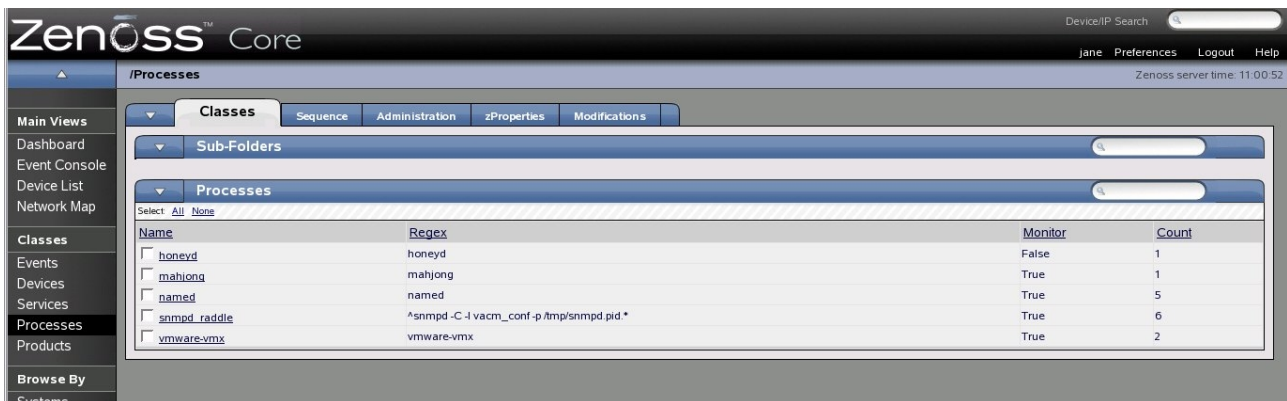 Zenöss™ Core
Device/IP Search
jane Preferences Logout Help
/Processes
Zenoss server time: 11:00:52
Main Views
Dashboard
Event Console
Device List
Network Map
Classes
Events
Devices
Services
Processes
Products
Browse By
Systems
Classes Sequence Administration zProperties Modifications
Sub-Folders
Processes
Select: All None
Name Regex Monitor Count
honeyd honeyd False 1
mahjong mahjong True 1
named named True 5
snmpd_raddle ^snmpd -C -l vacm_conf -p /tmp/snmpd.pid.* True 6
vmware-vmx vmware-vmx True 2